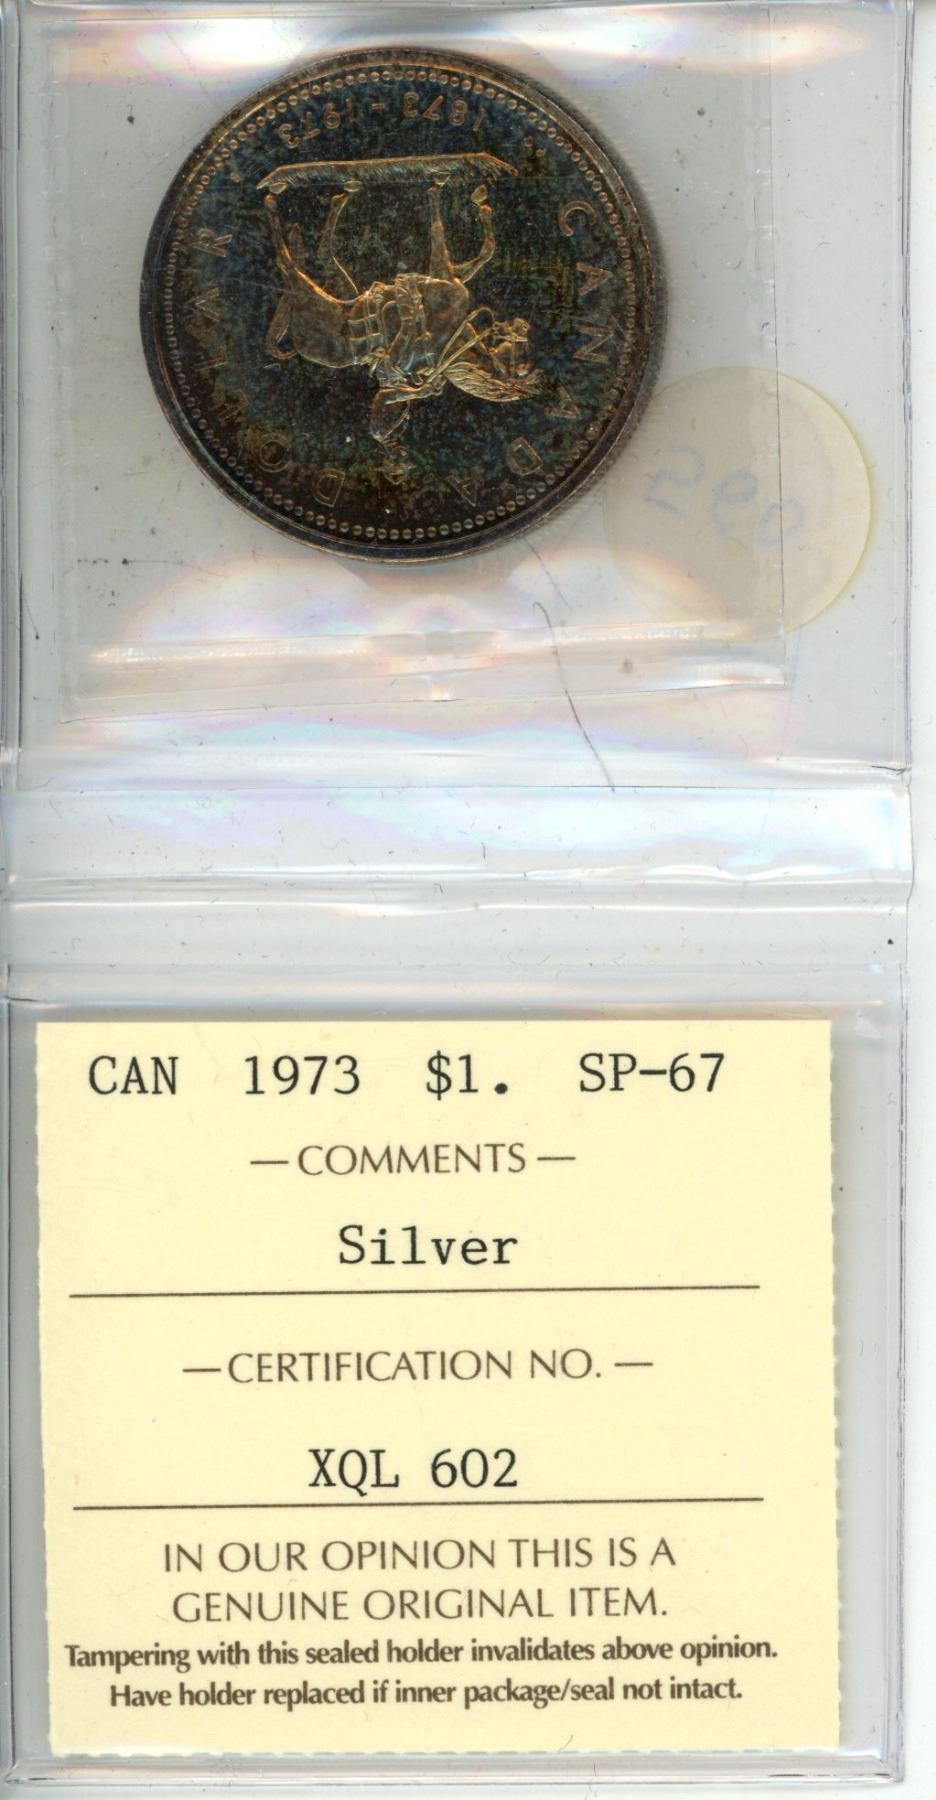 1873 - 1973
CANADA
DOLLAR
CAN 1973 $1. SP-67
— COMMENTS —
Silver
— CERTIFICATION NO. —
XQL 602
IN OUR OPINION THIS IS A
GENUINE ORIGINAL ITEM.
Tampering with this sealed holder invalidates above opinion.
Have holder replaced if inner package/seal not intact.